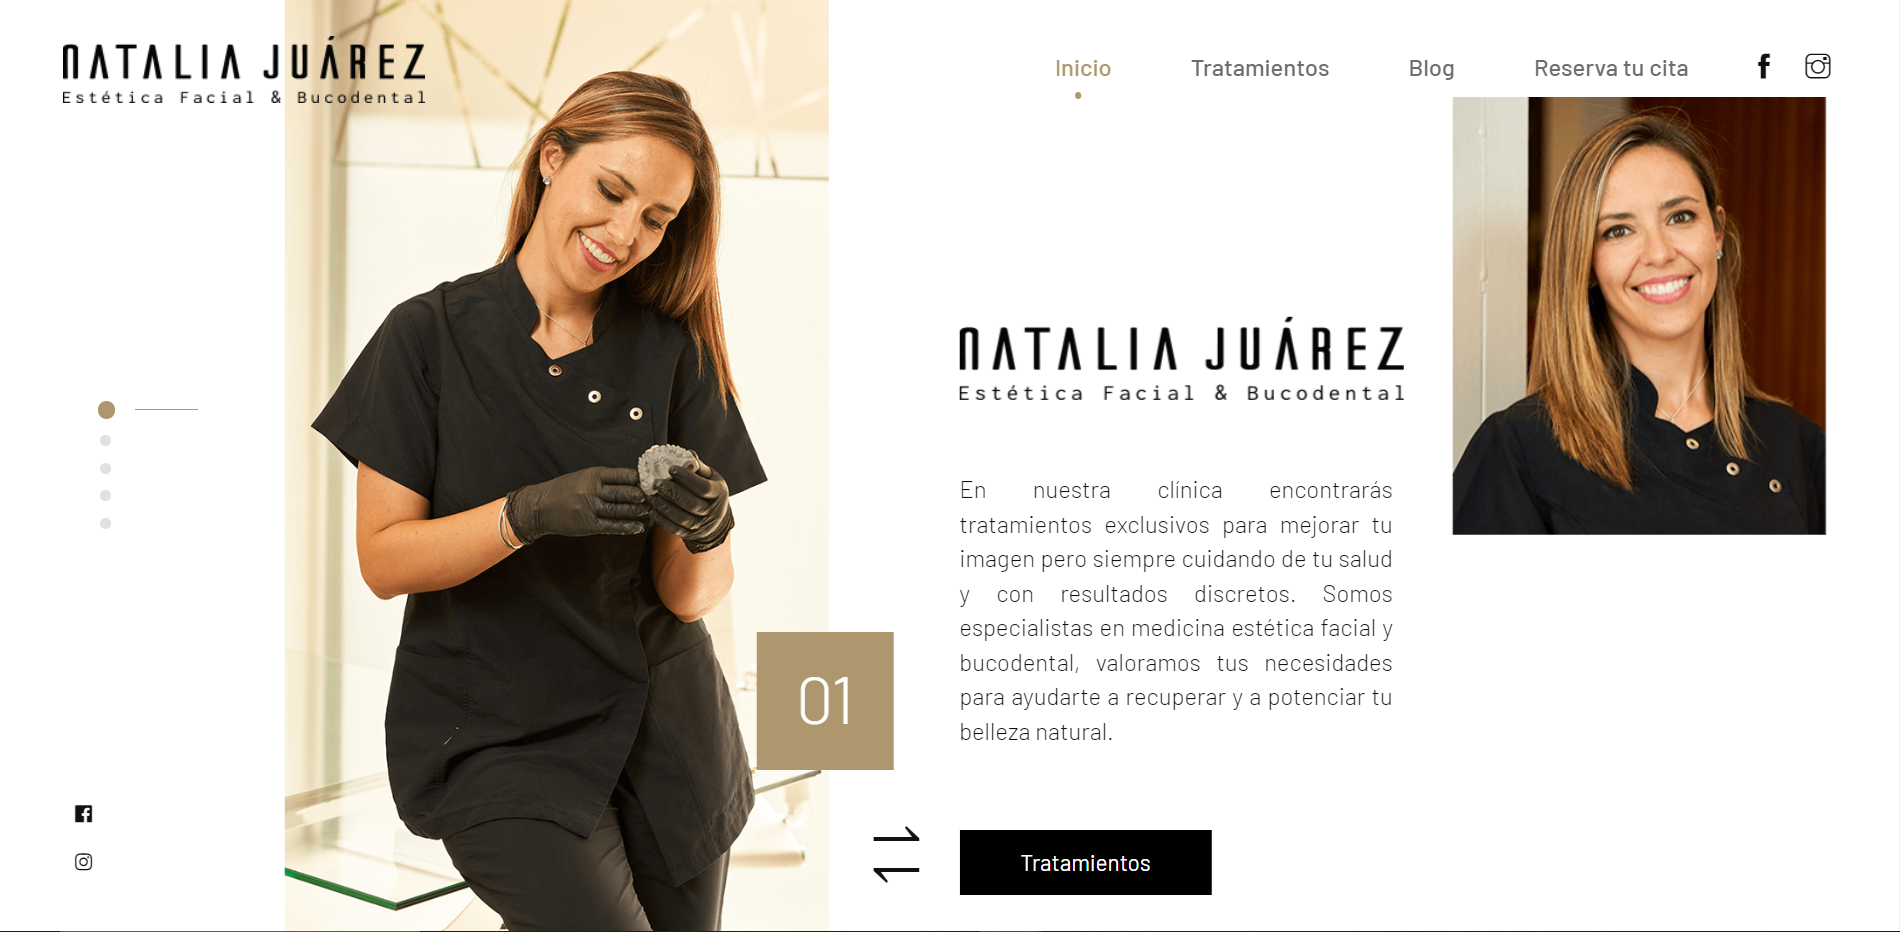 NATALIA JUÁREZ
Estética Facial & Bucodental
Inicio
Tratamientos
Blog
Reserva tu cita
NATALIA JUÁREZ
Estética Facial & Bucodental
En nuestra clínica encontrarás
tratamientos exclusivos para mejorar tu
imagen pero siempre cuidando de tu salud
y con resultados discretos. Somos
especialistas en medicina estética facial y
bucodental, valoramos tus necesidades
para ayudarte a recuperar y a potenciar tu
belleza natural.
01
Tratamientos